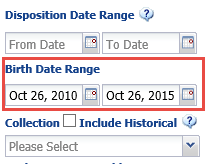 Disposition Date Range ?
From Date To Date
Birth Date Range
Oct 26, 2010 Oct 26, 2015
Collection Include Historical ?
Please Select